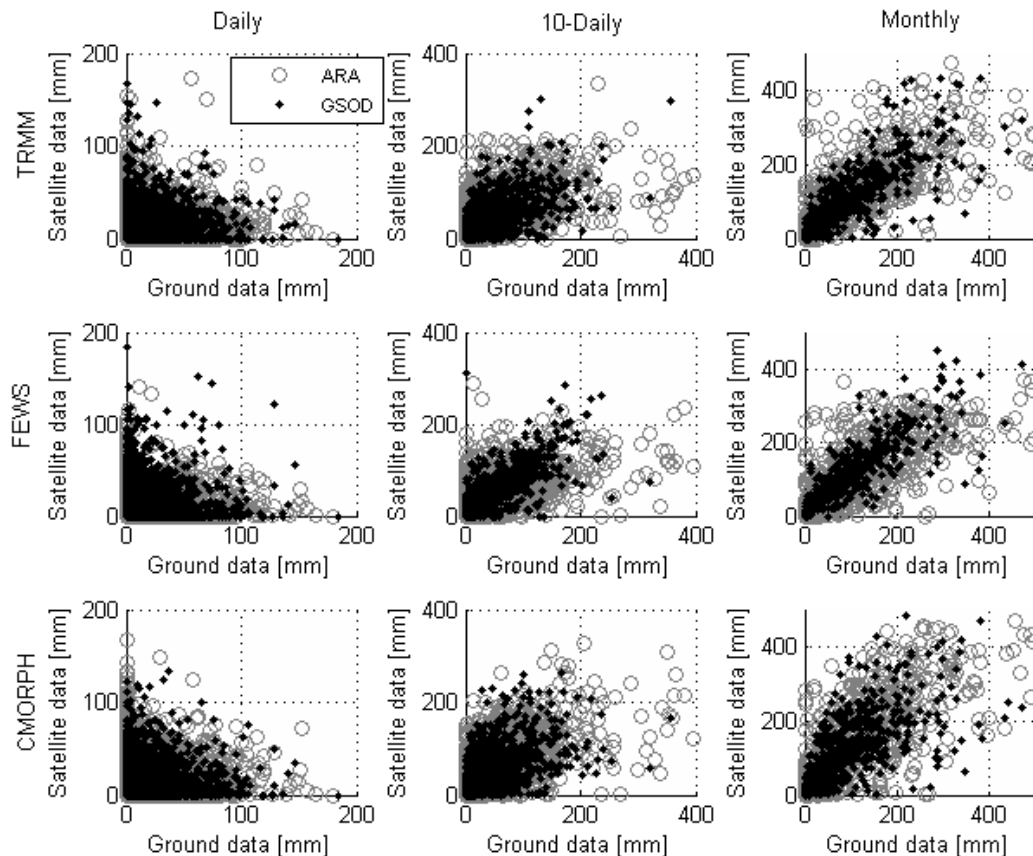 Daily 10-Daily Monthly
TRMM
Satellite data [mm]
200
100
0
ARA
GSOD
0 100 200
Ground data [mm]
Satellite data [mm]
400
200
0
0 200 400
Ground data [mm]
Satellite data [mm]
400
200
0
0 200 400
Ground data [mm]
FEWS
Satellite data [mm]
200
100
0
0 100 200
Ground data [mm]
Satellite data [mm]
400
200
0
0 200 400
Ground data [mm]
Satellite data [mm]
400
200
0
0 200 400
Ground data [mm]
CMORPH
Satellite data [mm]
200
100
0
0 100 200
Ground data [mm]
Satellite data [mm]
400
200
0
0 200 400
Ground data [mm]
Satellite data [mm]
400
200
0
0 200 400
Ground data [mm]